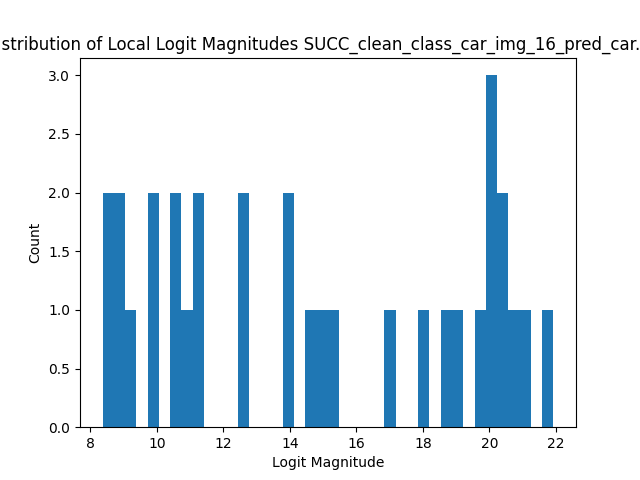 stribution of Local Logit Magnitudes SUCC_clean_class_car_img_16_pred_car.
3.0
2.5
2.0
1.5
1.0
0.5
0.0
Count
8 10 12 14 16 18 20 22
Logit Magnitude